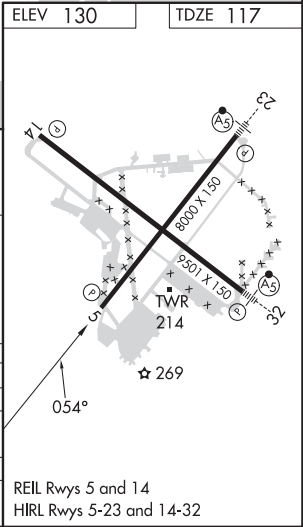 ELEV 130
TDZE 117
A5
23
14
P
P
8000 X 150
9501 X 150
P
A5
TWR
214
5
P
32
269
054°
REIL Rwys 5 and 14
HIRL Rwys 5-23 and 14-32